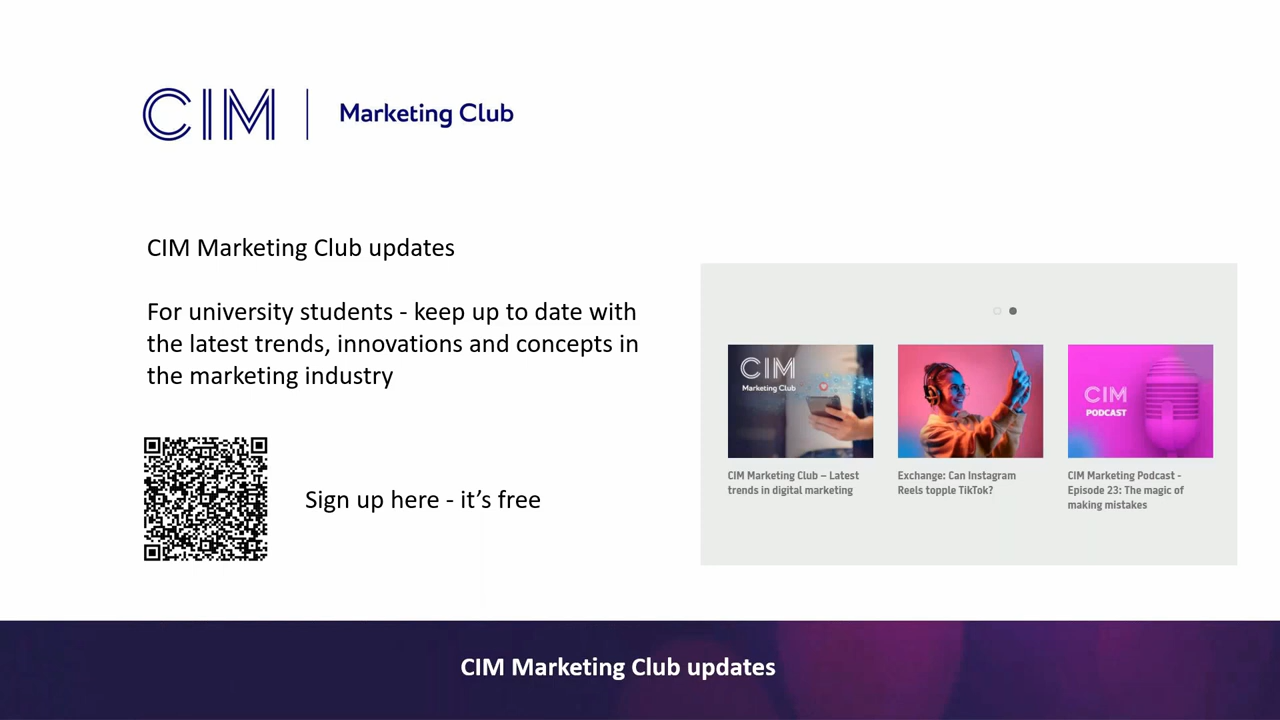 CIM | Marketing Club
CIM Marketing Club updates
For university students - keep up to date with
the latest trends, innovations and concepts in
the marketing industry
Sign up here - it's free
CIM
Marketing Club
CIM Marketing Club – Latest
trends in digital marketing
Exchange: Can Instagram
Reels topple TikTok?
CIM
PODCAST
CIM Marketing Podcast -
Episode 23: The magic of
making mistakes
CIM Marketing Club updates